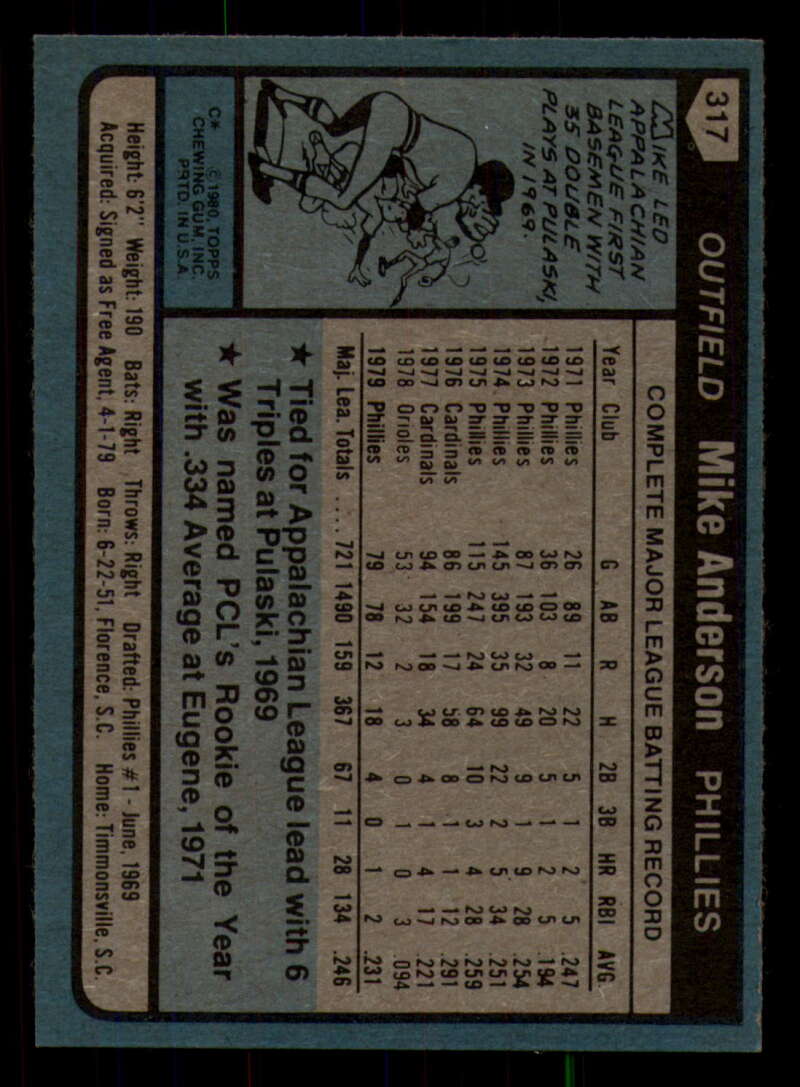 317 OUTFIELD Mike Anderson PHILLIES
MIKE LED
APPALACHIAN
LEAGUE FIRST
BASEMEN WITH
35 DOUBLE
PLAYS AT PULASKI,
IN 1969.
C* © 1980 TOPPS
CHEWING GUM, INC.
PRTD. IN U.S.A.
COMPLETE MAJOR LEAGUE BATTING RECORD
Year Club G AB R H 2B 3B HR RBI AVG.
1971 Phillies 26 89 11 22 5 1 2 5 .247
1972 Phillies 36 103 8 20 5 1 2 5 .194
1973 Phillies 87 193 32 49 9 1 9 28 .254
1974 Phillies 145 395 35 99 22 2 5 34 .251
1975 Phillies 115 247 24 64 10 3 4 28 .259
1976 Cardinals 86 199 17 58 8 1 1 12 .291
1977 Cardinals 94 154 18 34 4 1 4 17 .221
1978 Orioles 53 32 2 3 0 1 0 3 .094
1979 Phillies 79 78 12 18 4 0 1 2 .231
Maj. Lea. Totals .... 721 1490 159 367 67 11 28 134 .246
★ Tied for Appalachian League lead with 6
Triples at Pulaski, 1969
★ Was named PCL's Rookie of the Year
with .334 Average at Eugene, 1971
Height: 6'2" Weight: 190 Bats: Right Throws: Right Drafted: Phillies #1 - June, 1969
Acquired: Signed as Free Agent, 4-1-79 Born: 6-22-51, Florence, S.C. Home: Timmonsville, S.C.